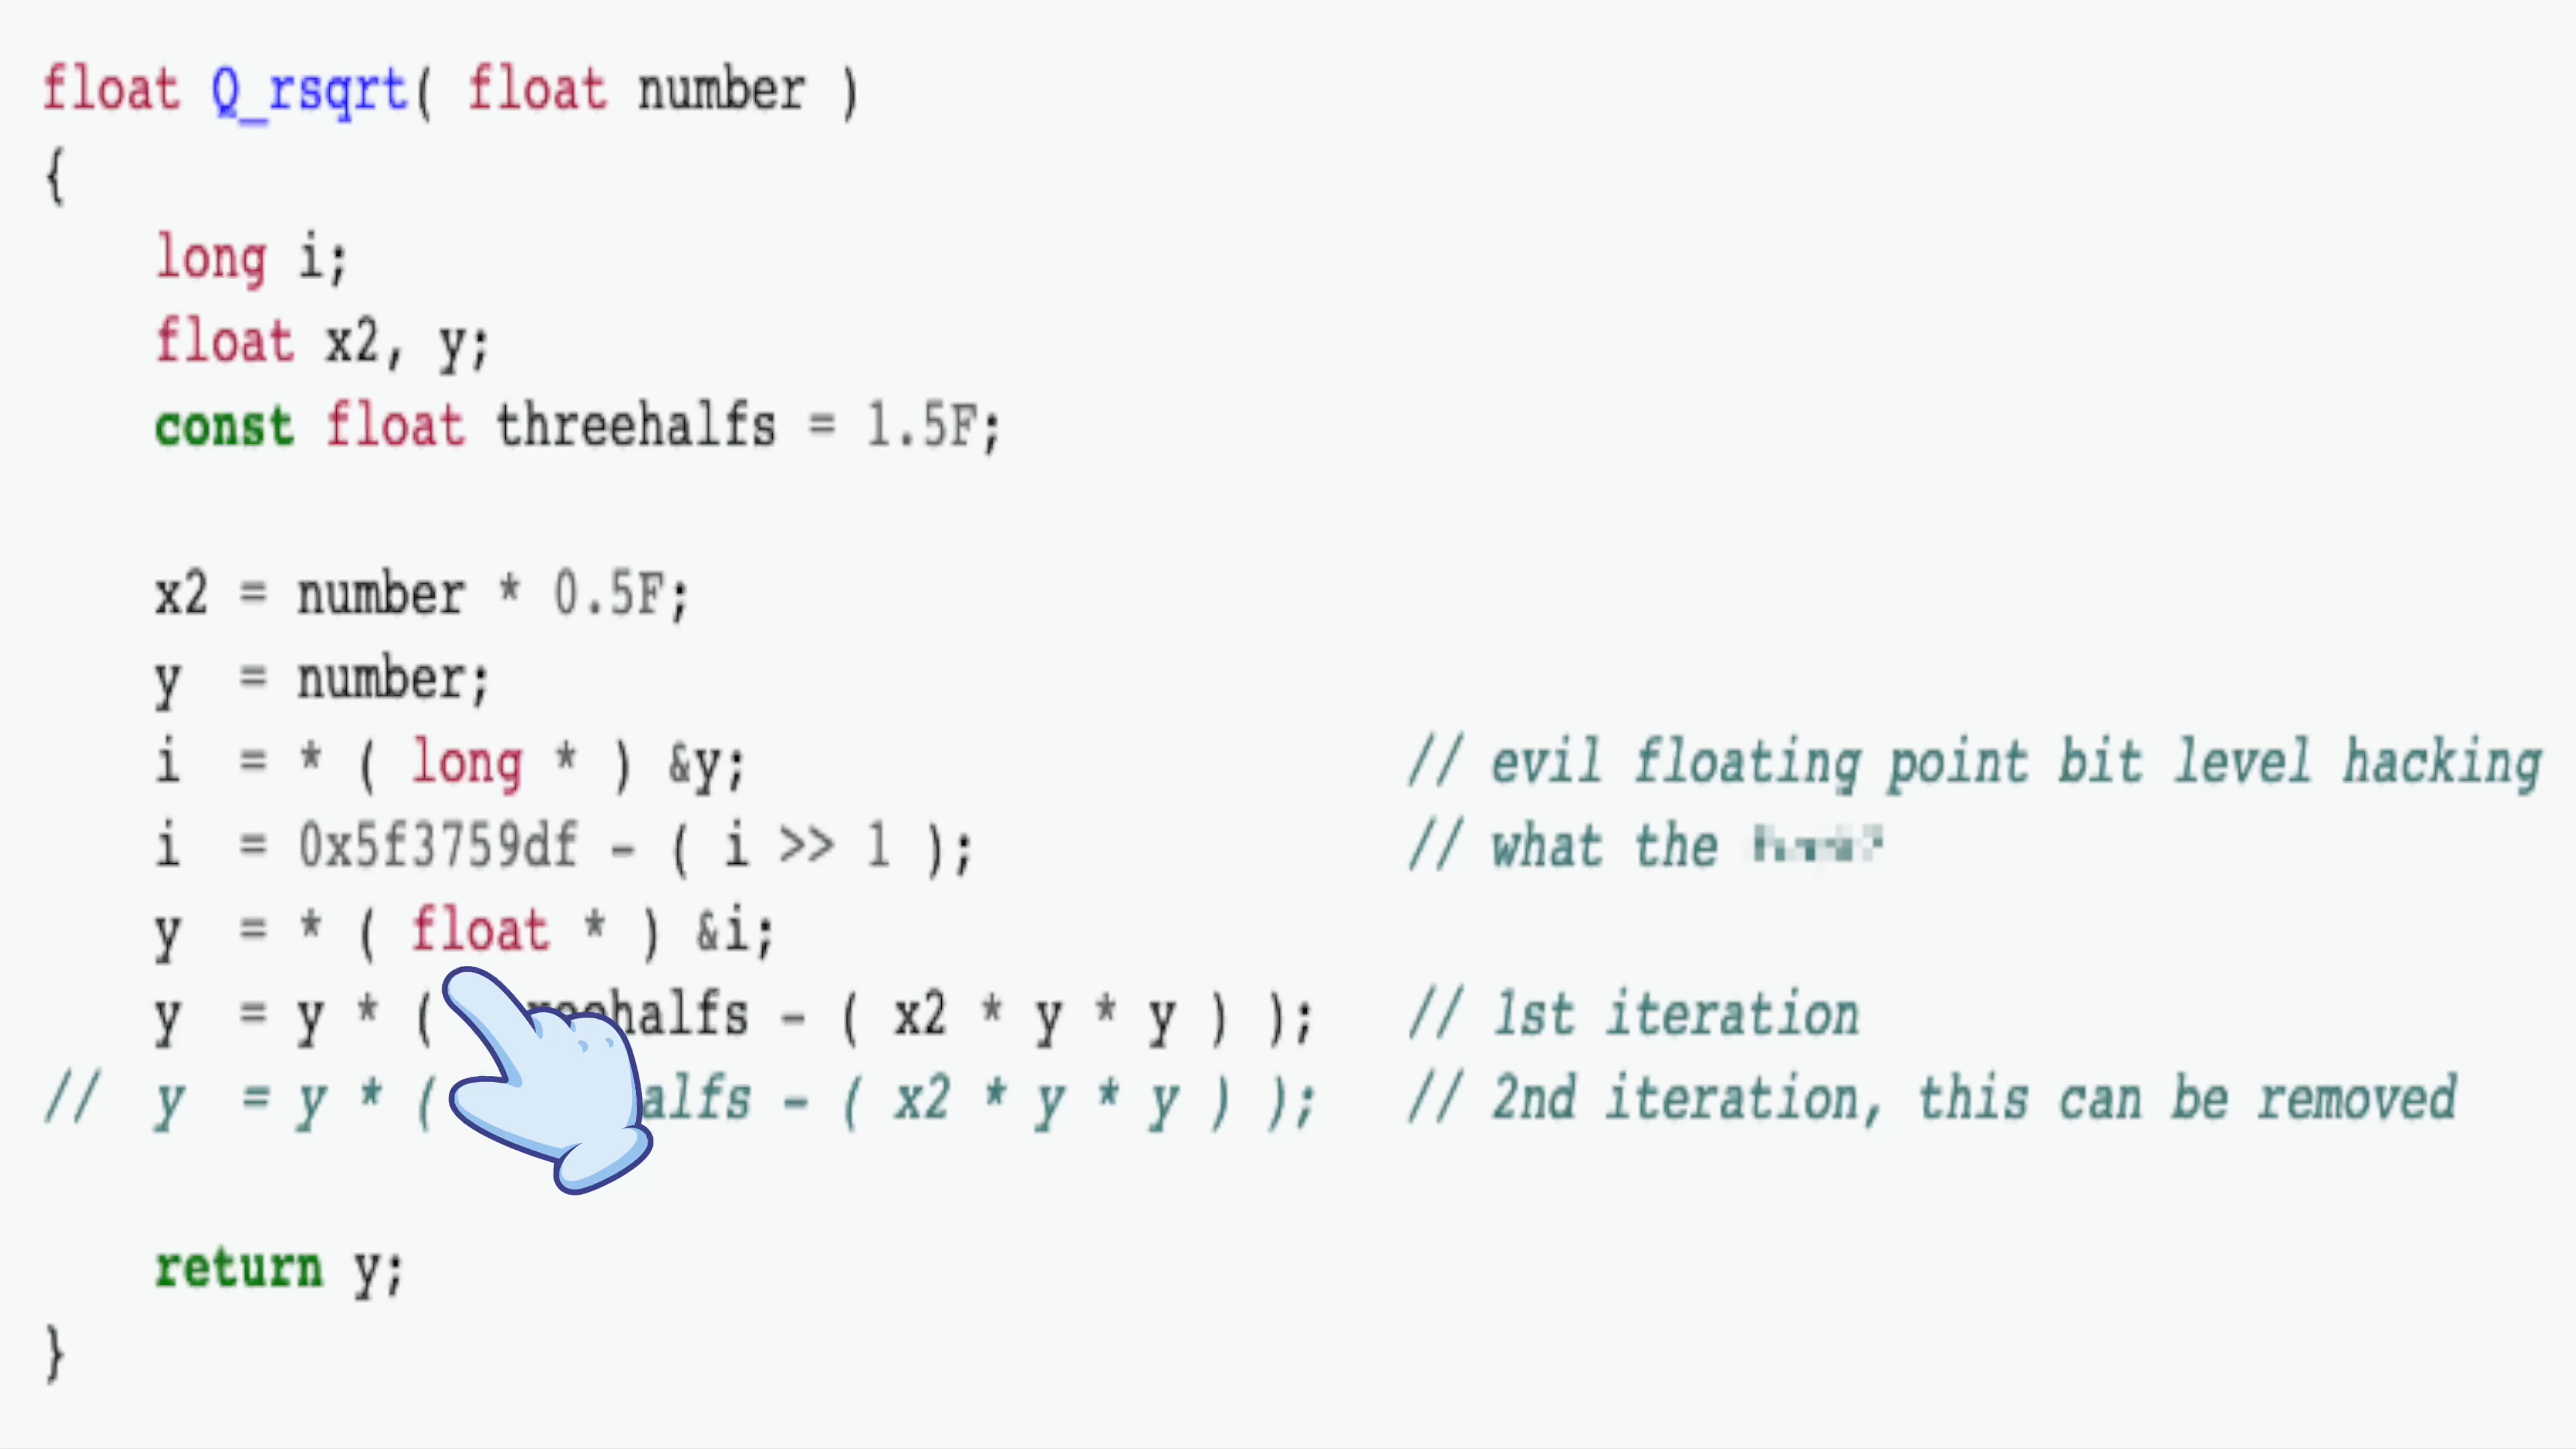 float Q_rsqrt( float number )
{
    long i;
    float x2, y;
    const float threehalfs = 1.5F;

    x2 = number * 0.5F;
    y  = number;
    i  = * ( long * ) &y;                       // evil floating point bit level hacking
    i  = 0x5f3759df - ( i >> 1 );               // what the
    y  = * ( float * ) &i;
    y  = y * ( halfs - ( x2 * y * y ) );   // 1st iteration
//  y  = y * ( alfs - ( x2 * y * y ) );   // 2nd iteration, this can be removed

    return y;
}